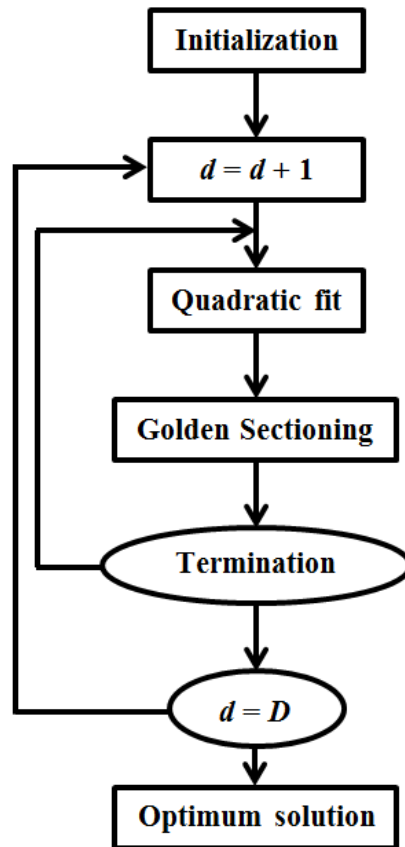 Initialization
d = d + 1
Quadratic fit
Golden Sectioning
Termination
d = D
Optimum solution